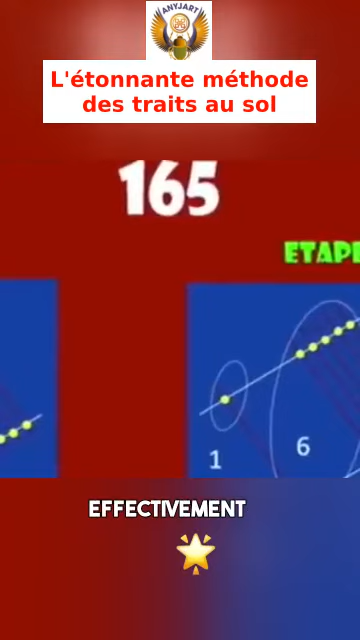 ANYJART
L'étonnante méthode
des traits au sol
165
ETAPE
1
6
EFFECTIVEMENT